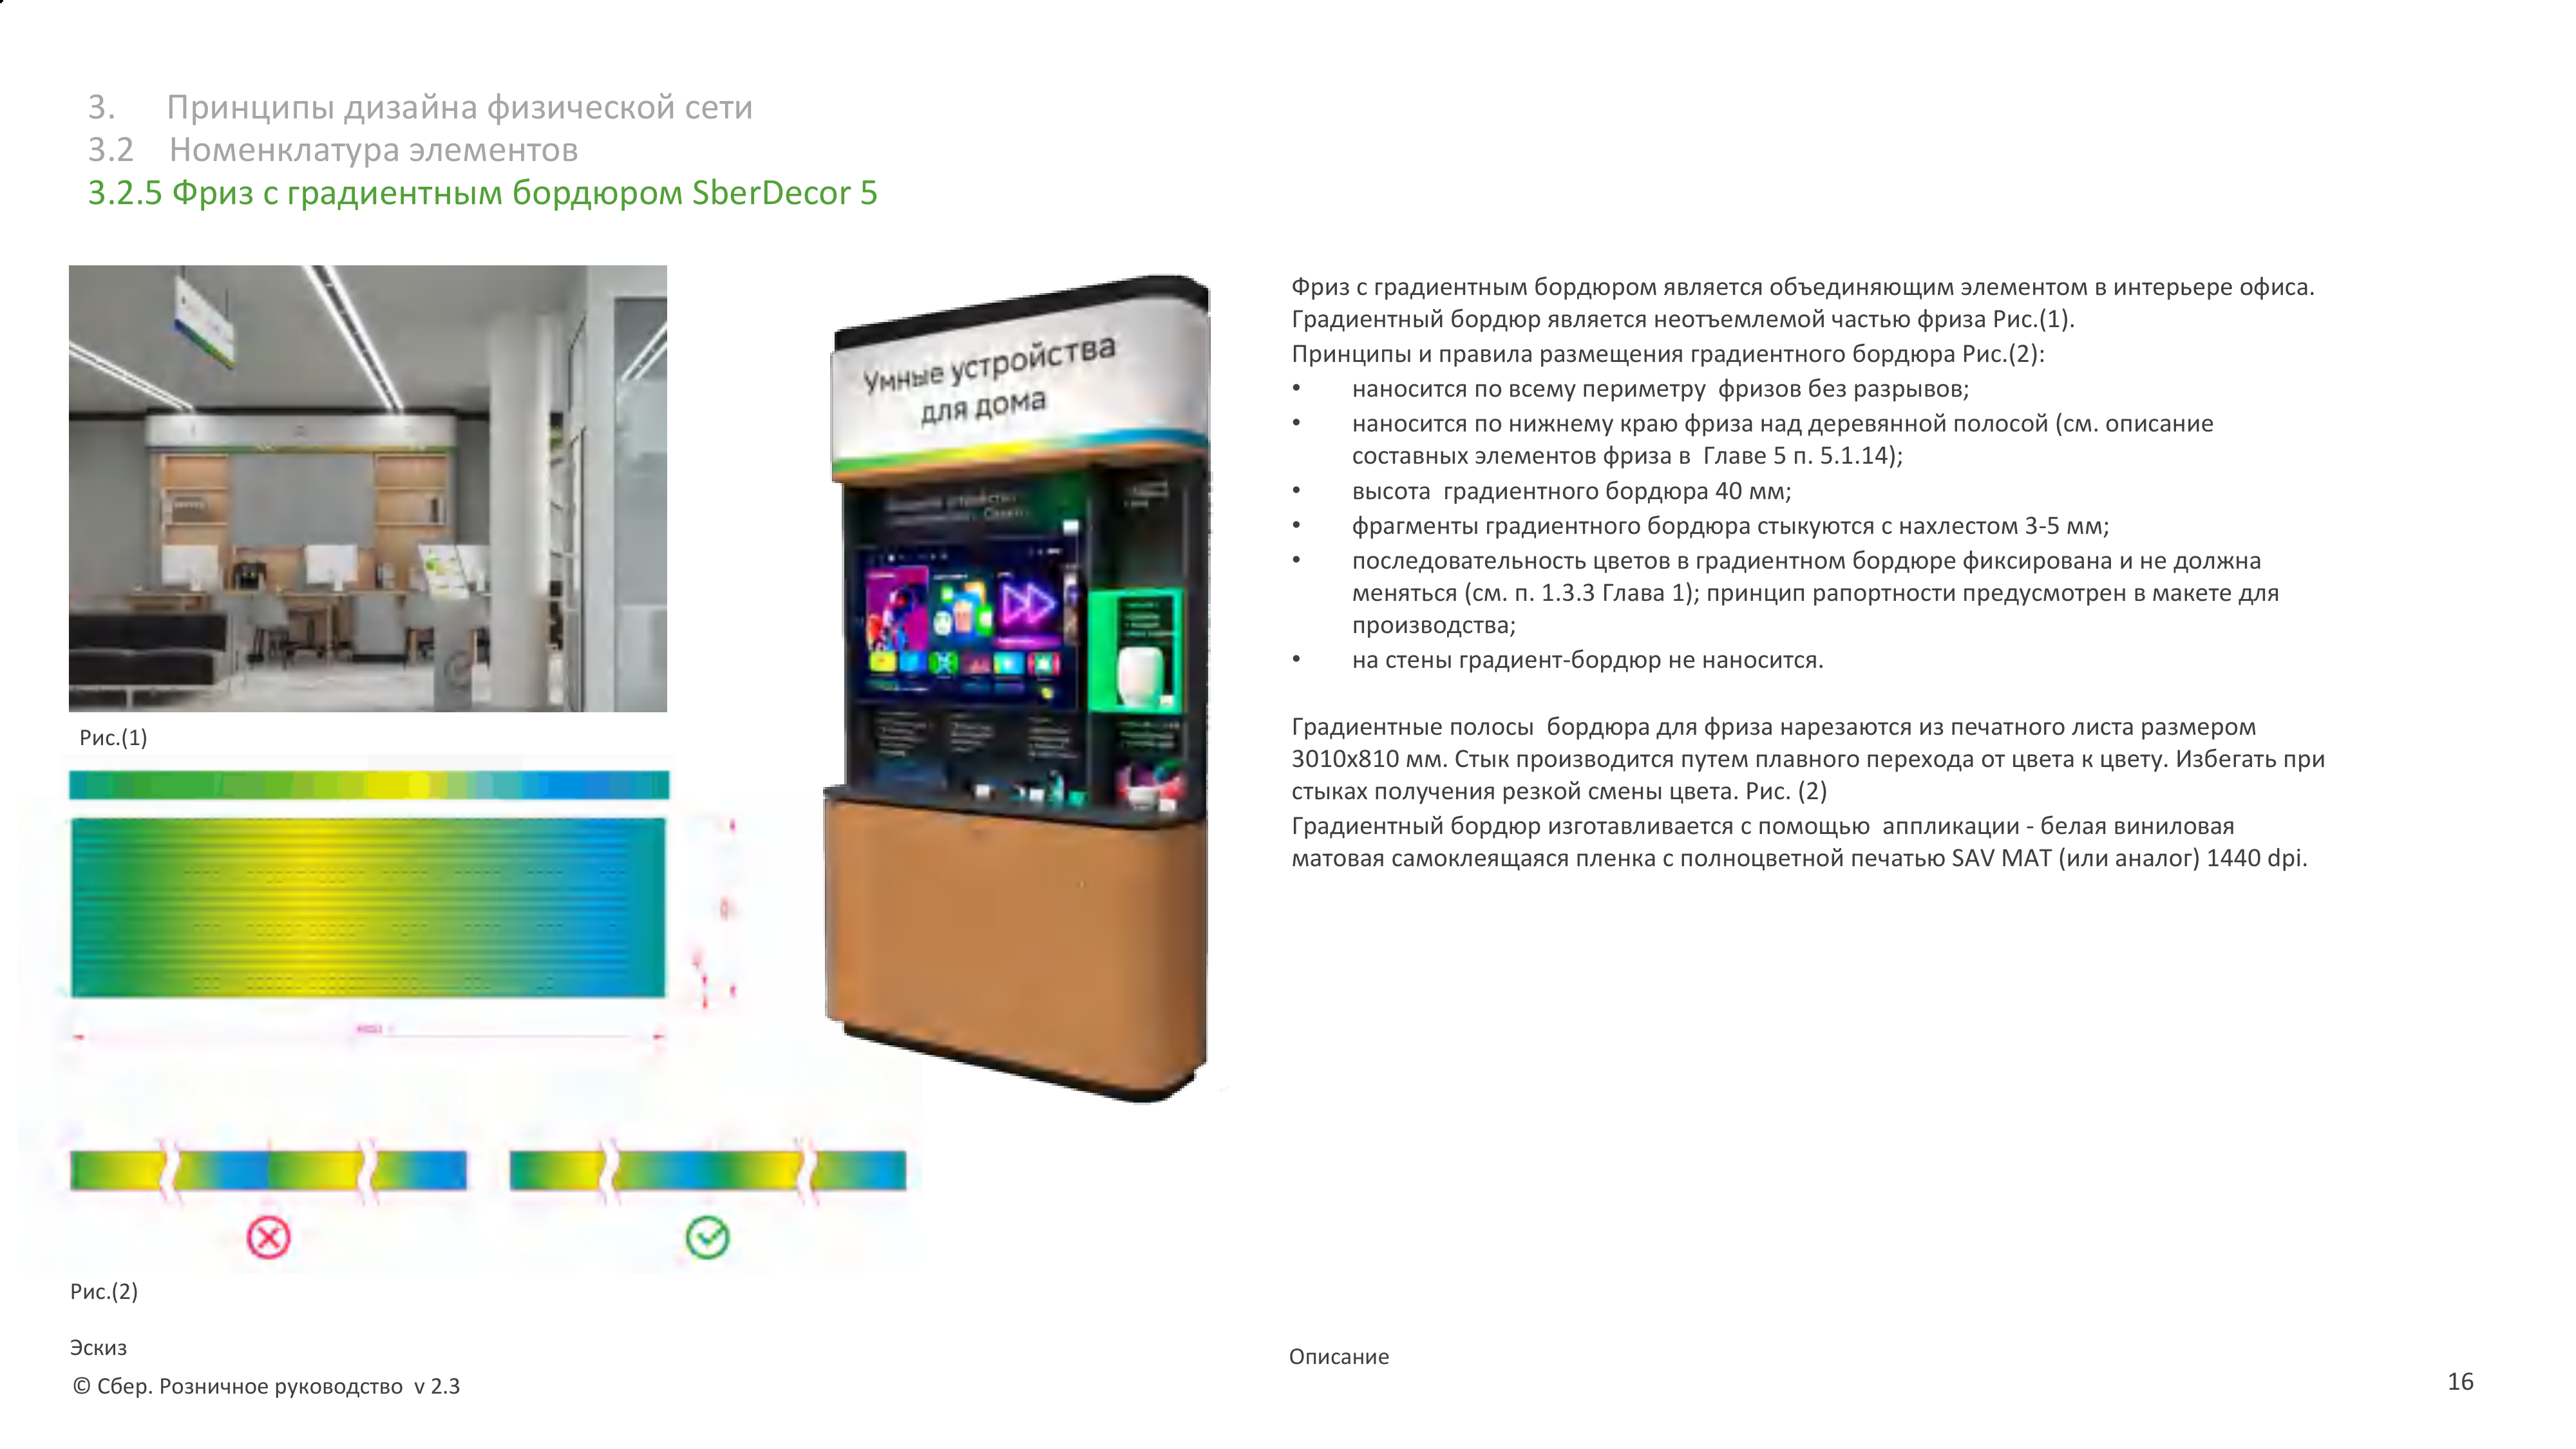 3. Принципы дизайна физической сети
3.2 Номенклатура элементов
3.2.5 Фриз с градиентным бордюром SberDecor 5
Умные устройства
для дома
Рис.(1)
Рис.(2)
Эскиз
Фриз с градиентным бордюром является объединяющим элементом в интерьере офиса.
Градиентный бордюр является неотъемлемой частью фриза Рис.(1).
Принципы и правила размещения градиентного бордюра Рис.(2):
• наносится по всему периметру фризов без разрывов;
• наносится по нижнему краю фриза над деревянной полосой (см. описание
составных элементов фриза в Главе 5 п. 5.1.14);
• высота градиентного бордюра 40 мм;
• фрагменты градиентного бордюра стыкуются с нахлестом 3-5 мм;
• последовательность цветов в градиентном бордюре фиксирована и не должна
меняться (см. п. 1.3.3 Глава 1); принцип рапортности предусмотрен в макете для
производства;
• на стены градиент-бордюр не наносится.
Градиентные полосы бордюра для фриза нарезаются из печатного листа размером
3010х810 мм. Стык производится путем плавного перехода от цвета к цвету. Избегать при
стыках получения резкой смены цвета. Рис. (2)
Градиентный бордюр изготавливается с помощью аппликации - белая виниловая
матовая самоклеящаяся пленка с полноцветной печатью SAV MAT (или аналог) 1440 dpi.
Описание
© Сбер. Розничное руководство v 2.3
16